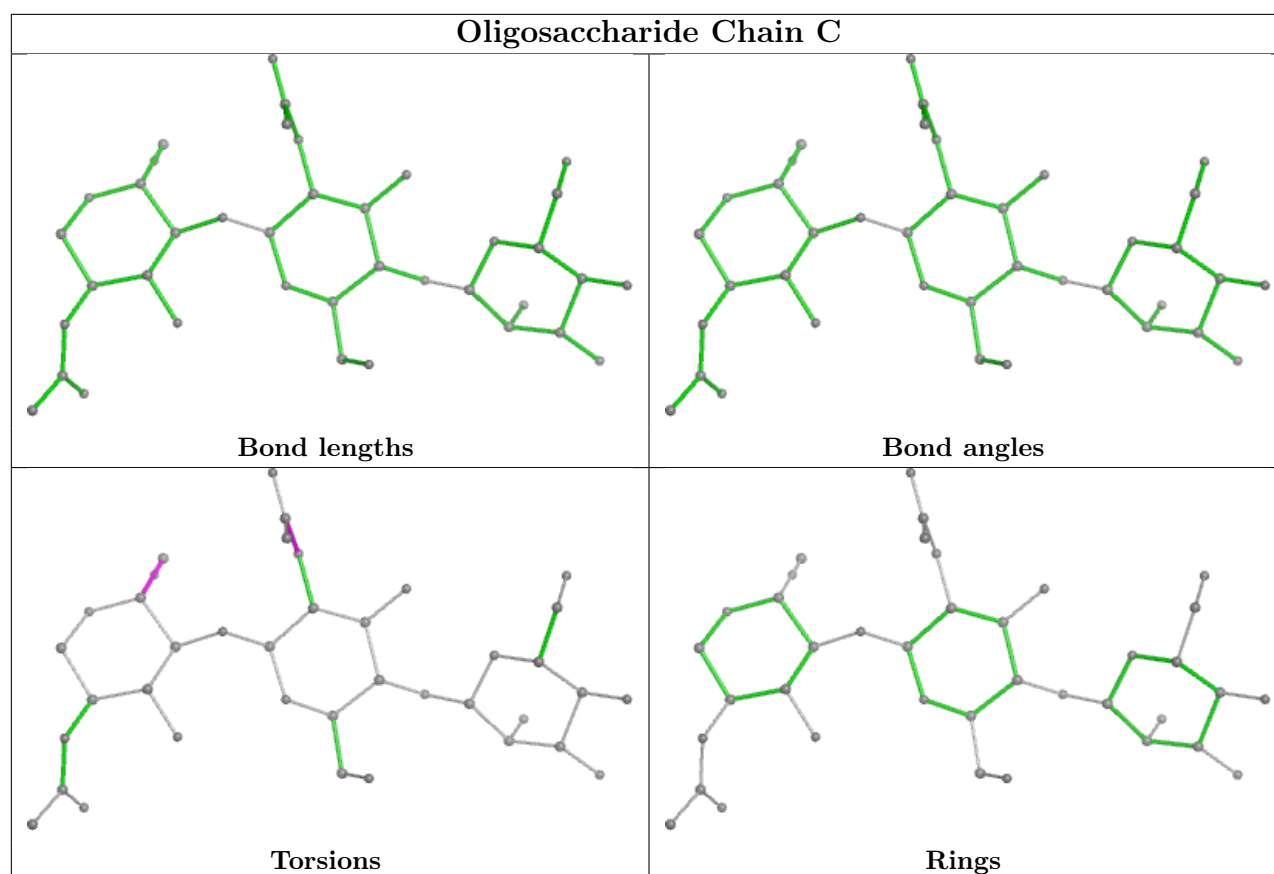 Oligosaccharide Chain C
Bond lengths
Bond angles
Torsions
Rings